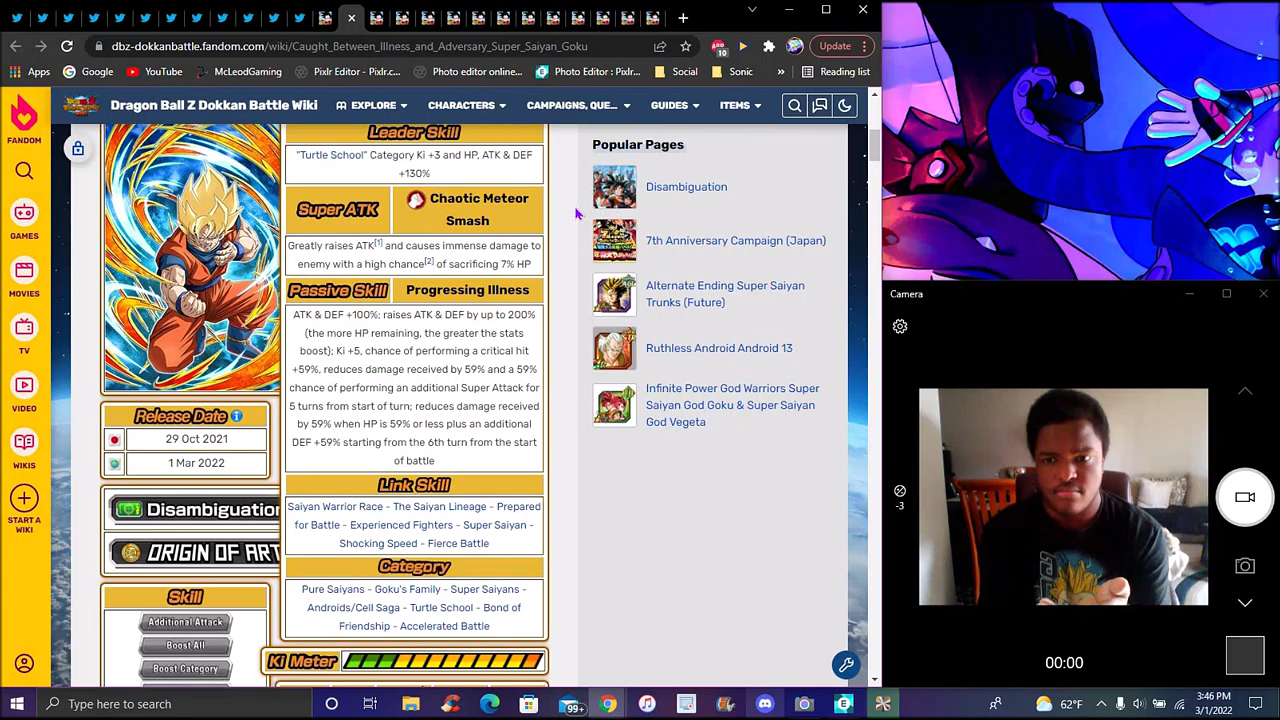 dbz-dokkanbattle.fandom.com/wiki/Caught_Between_Illness_and_Adversary_Super_Saiyan_Goku
10
Update
Apps
Google
YouTube
McLeodGaming
Pixlr Editor - Pixlr.c...
Photo editor online...
Photo Editor : Pixlr...
Social
Sonic
»
Reading list
FANDOM
GAMES
MOVIES
TV
VIDEO
WIKIS
START A
WIKI
Dragon Ball Z Dokkan Battle Wiki
EXPLORE
CHARACTERS
CAMPAIGNS, QUE...
GUIDES
ITEMS
Leader Skill
"Turtle School" Category Ki +3 and HP, ATK & DEF
+130%
Super ATK
Chaotic Meteor
Smash
Greatly raises ATK[1] and causes immense damage to
enemy with a high chance[2] of sacrificing 7% HP
Passive Skill
Progressing Illness
ATK & DEF +100%; raises ATK & DEF by up to 200%
(the more HP remaining, the greater the stats
boost); Ki +5, chance of performing a critical hit
+59%, reduces damage received by 59% and a 59%
chance of performing an additional Super Attack for
5 turns from start of turn; reduces damage received
by 59% when HP is 59% or less plus an additional
DEF +59% starting from the 6th turn from the start
of battle
Link Skill
Saiyan Warrior Race - The Saiyan Lineage - Prepared
for Battle - Experienced Fighters - Super Saiyan -
Shocking Speed - Fierce Battle
Category
Pure Saiyans - Goku's Family - Super Saiyans -
Androids/Cell Saga - Turtle School - Bond of
Friendship - Accelerated Battle
Ki Meter
Release Date
29 Oct 2021
1 Mar 2022
Disambiguation
ORIGIN OF ART
Skill
Additional Attack
Boost All
Boost Category
Popular Pages
Disambiguation
7th Anniversary Campaign (Japan)
Alternate Ending Super Saiyan
Trunks (Future)
Ruthless Android Android 13
Infinite Power God Warriors Super
Saiyan God Goku & Super Saiyan
God Vegeta
Camera
-3
00:00
Type here to search
99+
62°F
3:46 PM
3/1/2022